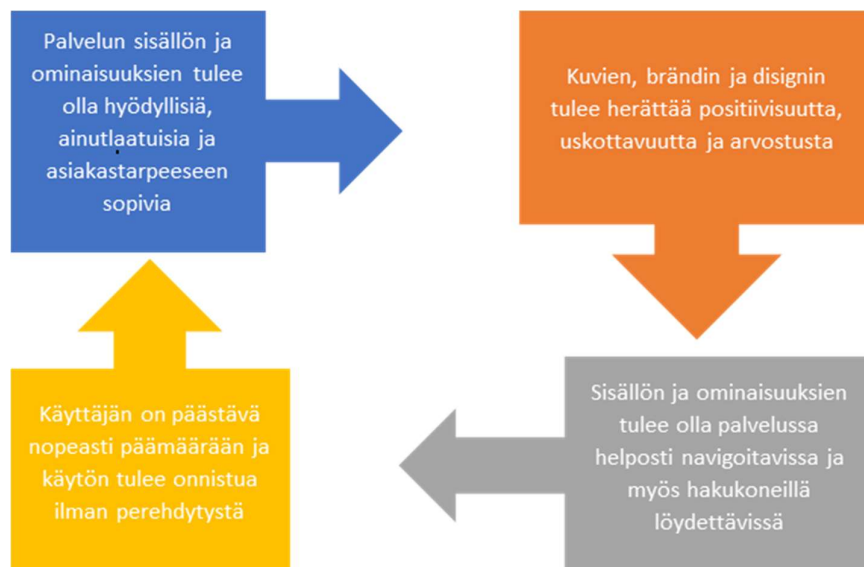 Palvelun sisällön ja
ominaisuuksien tulee
olla hyödyllisiä,
ainutlaatuisia ja
asiakastarpeeseen
sopivia
Kuvien, brändin ja disignin
tulee herättää positiivisuutta,
uskottavuutta ja arvostusta
Sisällön ja ominaisuuksien
tulee olla palvelussa
helposti navigoitavissa ja
myös hakukoneillä
löydettävissä
Käyttäjän on päästävä
nopeasti päämäärään ja
käytön tulee onnistua
ilman perehdytystä